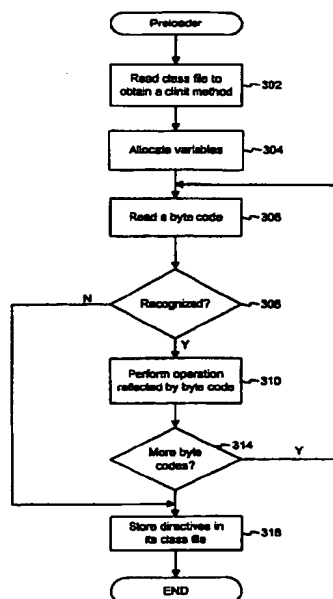 Preloader
Read class file to
obtain a clinit method
302
Allocate variables
304
Read a byte code
306
Recognized?
308
N
Y
Perform operation
reflected by byte code
310
More byte
codes?
314
Y
Store directives in
its class file
316
END